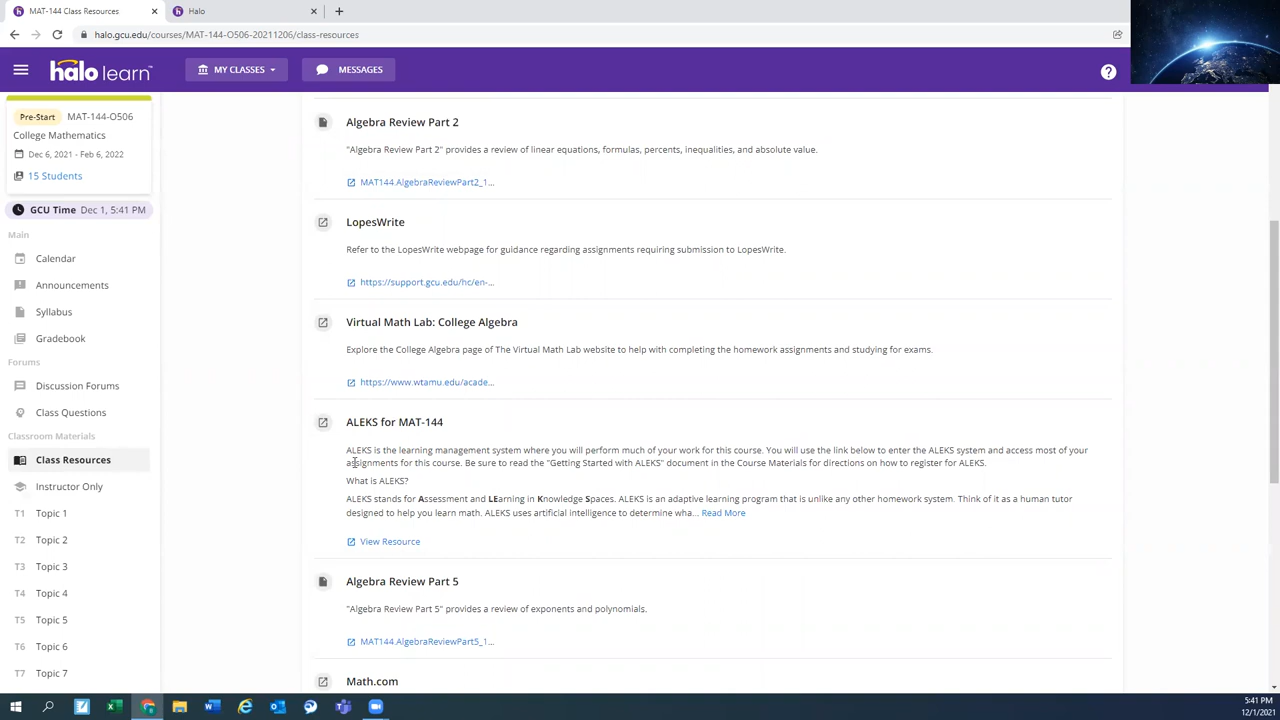 MAT-144 Class Resources
Halo
halo.gcu.edu/courses/MAT-144-O506-20211206/class-resources
halo learn
MY CLASSES
MESSAGES
Pre-Start MAT-144-O506
College Mathematics
Dec 6, 2021 - Feb 6, 2022
15 Students
GCU Time Dec 1, 5:41 PM
Main
Calendar
Announcements
Syllabus
Gradebook
Forums
Discussion Forums
Class Questions
Classroom Materials
Class Resources
Instructor Only
T1 Topic 1
T2 Topic 2
T3 Topic 3
T4 Topic 4
T5 Topic 5
T6 Topic 6
T7 Topic 7
Algebra Review Part 2
"Algebra Review Part 2" provides a review of linear equations, formulas, percents, inequalities, and absolute value.
MAT144.AlgebraReviewPart2_1...
LopesWrite
Refer to the LopesWrite webpage for guidance regarding assignments requiring submission to LopesWrite.
https://support.gcu.edu/hc/en-...
Virtual Math Lab: College Algebra
Explore the College Algebra page of The Virtual Math Lab website to help with completing the homework assignments and studying for exams.
https://www.wtamu.edu/acade...
ALEKS for MAT-144
ALEKS is the learning management system where you will perform much of your work for this course. You will use the link below to enter the ALEKS system and access most of your
assignments for this course. Be sure to read the "Getting Started with ALEKS" document in the Course Materials for directions on how to register for ALEKS.
What is ALEKS?
ALEKS stands for Assessment and LEarning in Knowledge Spaces. ALEKS is an adaptive learning program that is unlike any other homework system. Think of it as a human tutor
designed to help you learn math. ALEKS uses artificial intelligence to determine wha... Read More
View Resource
Algebra Review Part 5
"Algebra Review Part 5" provides a review of exponents and polynomials.
MAT144.AlgebraReviewPart5_1...
Math.com
5:41 PM
12/1/2021